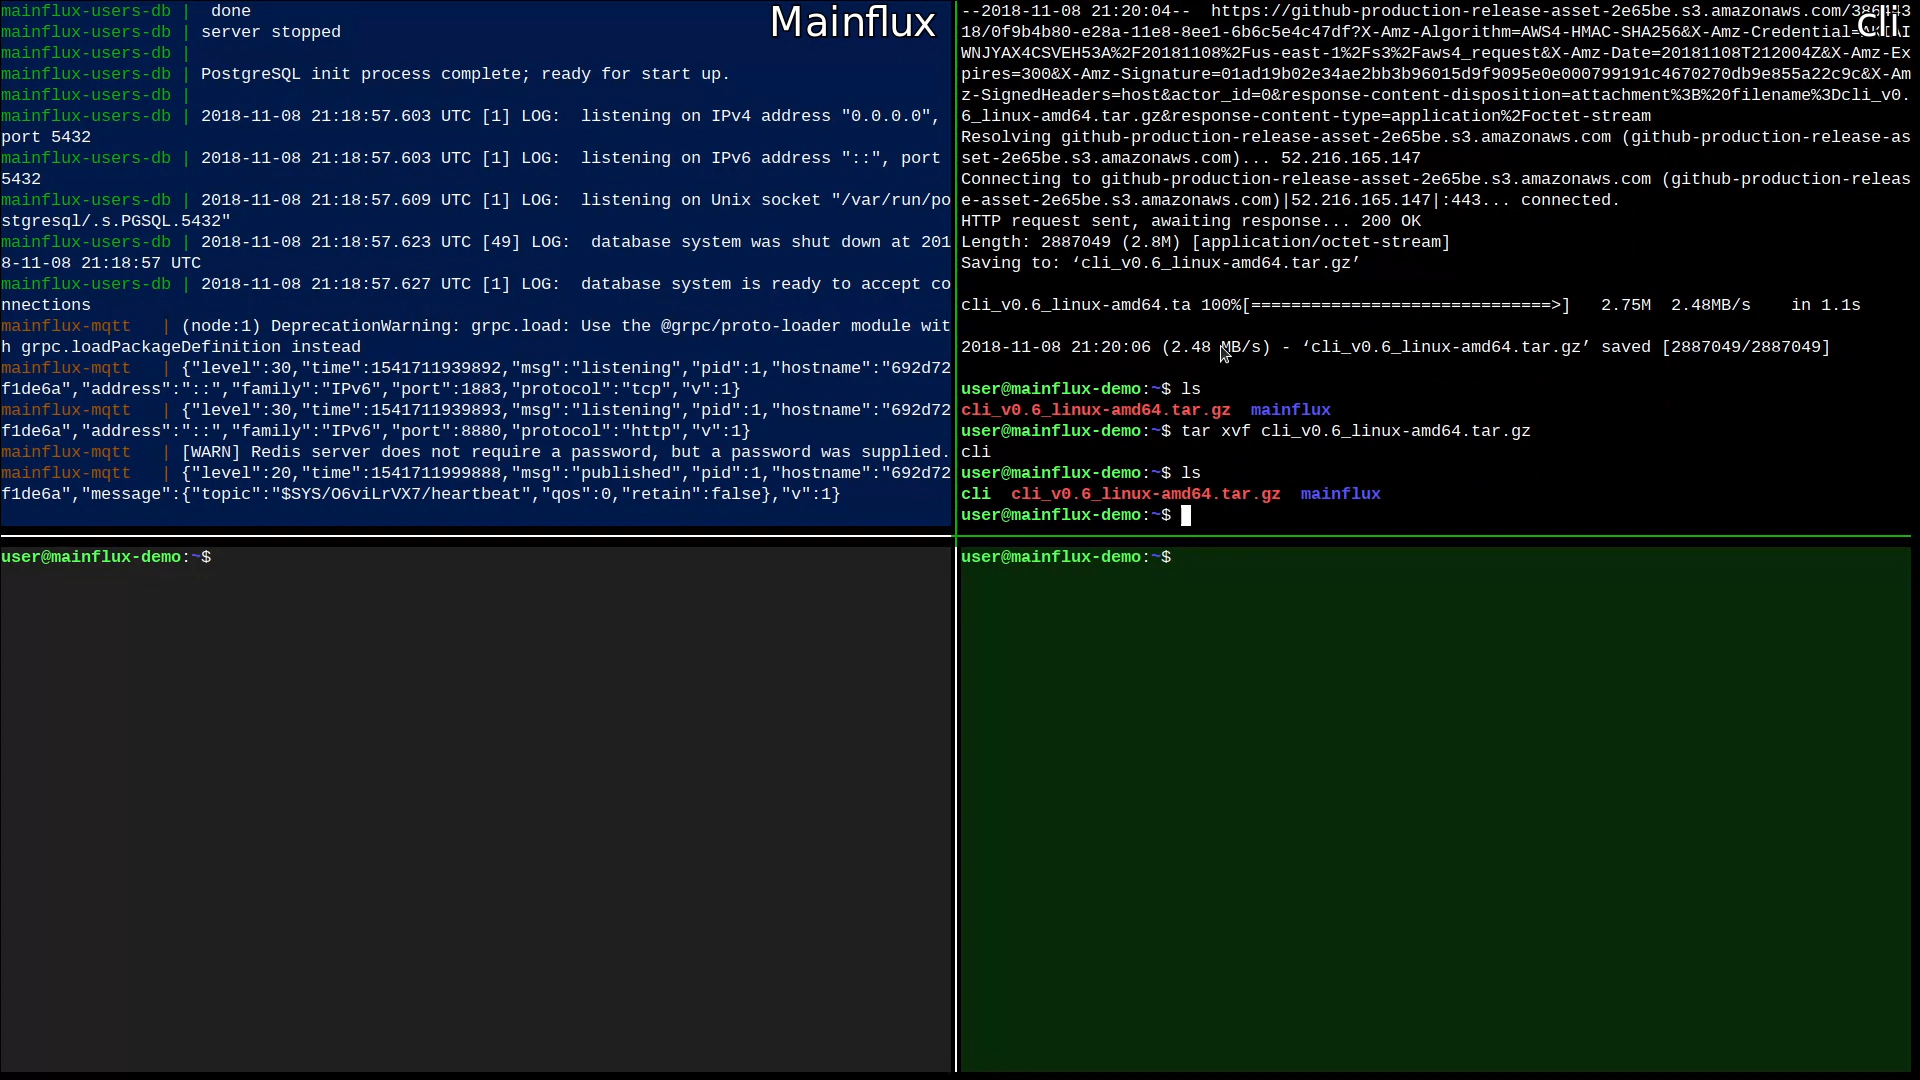 mainflux-users-db |  done
mainflux-users-db | server stopped
mainflux-users-db |
mainflux-users-db | PostgreSQL init process complete; ready for start up.
mainflux-users-db |
mainflux-users-db | 2018-11-08 21:18:57.603 UTC [1] LOG:  listening on IPv4 address "0.0.0.0",
port 5432
mainflux-users-db | 2018-11-08 21:18:57.603 UTC [1] LOG:  listening on IPv6 address "::", port
5432
mainflux-users-db | 2018-11-08 21:18:57.609 UTC [1] LOG:  listening on Unix socket "/var/run/po
stgresql/.s.PGSQL.5432"
mainflux-users-db | 2018-11-08 21:18:57.623 UTC [49] LOG:  database system was shut down at 201
8-11-08 21:18:57 UTC
mainflux-users-db | 2018-11-08 21:18:57.627 UTC [1] LOG:  database system is ready to accept co
nnections
mainflux-mqtt   | (node:1) DeprecationWarning: grpc.load: Use the @grpc/proto-loader module wit
h grpc.loadPackageDefinition instead
mainflux-mqtt   | {"level":30,"time":1541711939892,"msg":"listening","pid":1,"hostname":"692d72
f1de6a","address":"::","family":"IPv6","port":1883,"protocol":"tcp","v":1}
mainflux-mqtt   | {"level":30,"time":1541711939893,"msg":"listening","pid":1,"hostname":"692d72
f1de6a","address":"::","family":"IPv6","port":8880,"protocol":"http","v":1}
mainflux-mqtt   | [WARN] Redis server does not require a password, but a password was supplied.
mainflux-mqtt   | {"level":20,"time":1541711999888,"msg":"published","pid":1,"hostname":"692d72
f1de6a","message":{"topic":"$SYS/O6viLrVX7/heartbeat","qos":0,"retain":false},"v":1}
Mainflux
--2018-11-08 21:20:04--  https://github-production-release-asset-2e65be.s3.amazonaws.com/
18/0f9b4b80-e28a-11e8-8ee1-6b6c5e4c47df?X-Amz-Algorithm=AWS4-HMAC-SHA256&X-Amz-Credential=
WNJYAX4CSVEH53A%2F20181108%2Fus-east-1%2Fs3%2Faws4_request&X-Amz-Date=20181108T212004Z&X-Amz-Ex
pires=300&X-Amz-Signature=01ad19b02e34ae2bb3b96015d9f9095e0e000799191c4670270db9e855a22c9c&X-Am
z-SignedHeaders=host&actor_id=0&response-content-disposition=attachment%3B%20filename%3Dcli_v0.
6_linux-amd64.tar.gz&response-content-type=application%2Foctet-stream
Resolving github-production-release-asset-2e65be.s3.amazonaws.com (github-production-release-as
set-2e65be.s3.amazonaws.com)... 52.216.165.147
Connecting to github-production-release-asset-2e65be.s3.amazonaws.com (github-production-releas
e-asset-2e65be.s3.amazonaws.com)|52.216.165.147|:443... connected.
HTTP request sent, awaiting response... 200 OK
Length: 2887049 (2.8M) [application/octet-stream]
Saving to: ‘cli_v0.6_linux-amd64.tar.gz’
cli_v0.6_linux-amd64.ta 100%[==============================>]   2.75M  2.48MB/s    in 1.1s
2018-11-08 21:20:06 (2.48 MB/s) - ‘cli_v0.6_linux-amd64.tar.gz’ saved [2887049/2887049]
user@mainflux-demo:~$ ls
cli_v0.6_linux-amd64.tar.gz  mainflux
user@mainflux-demo:~$ tar xvf cli_v0.6_linux-amd64.tar.gz
cli
user@mainflux-demo:~$ ls
cli  cli_v0.6_linux-amd64.tar.gz  mainflux
user@mainflux-demo:~$
cli
user@mainflux-demo:~$
user@mainflux-demo:~$